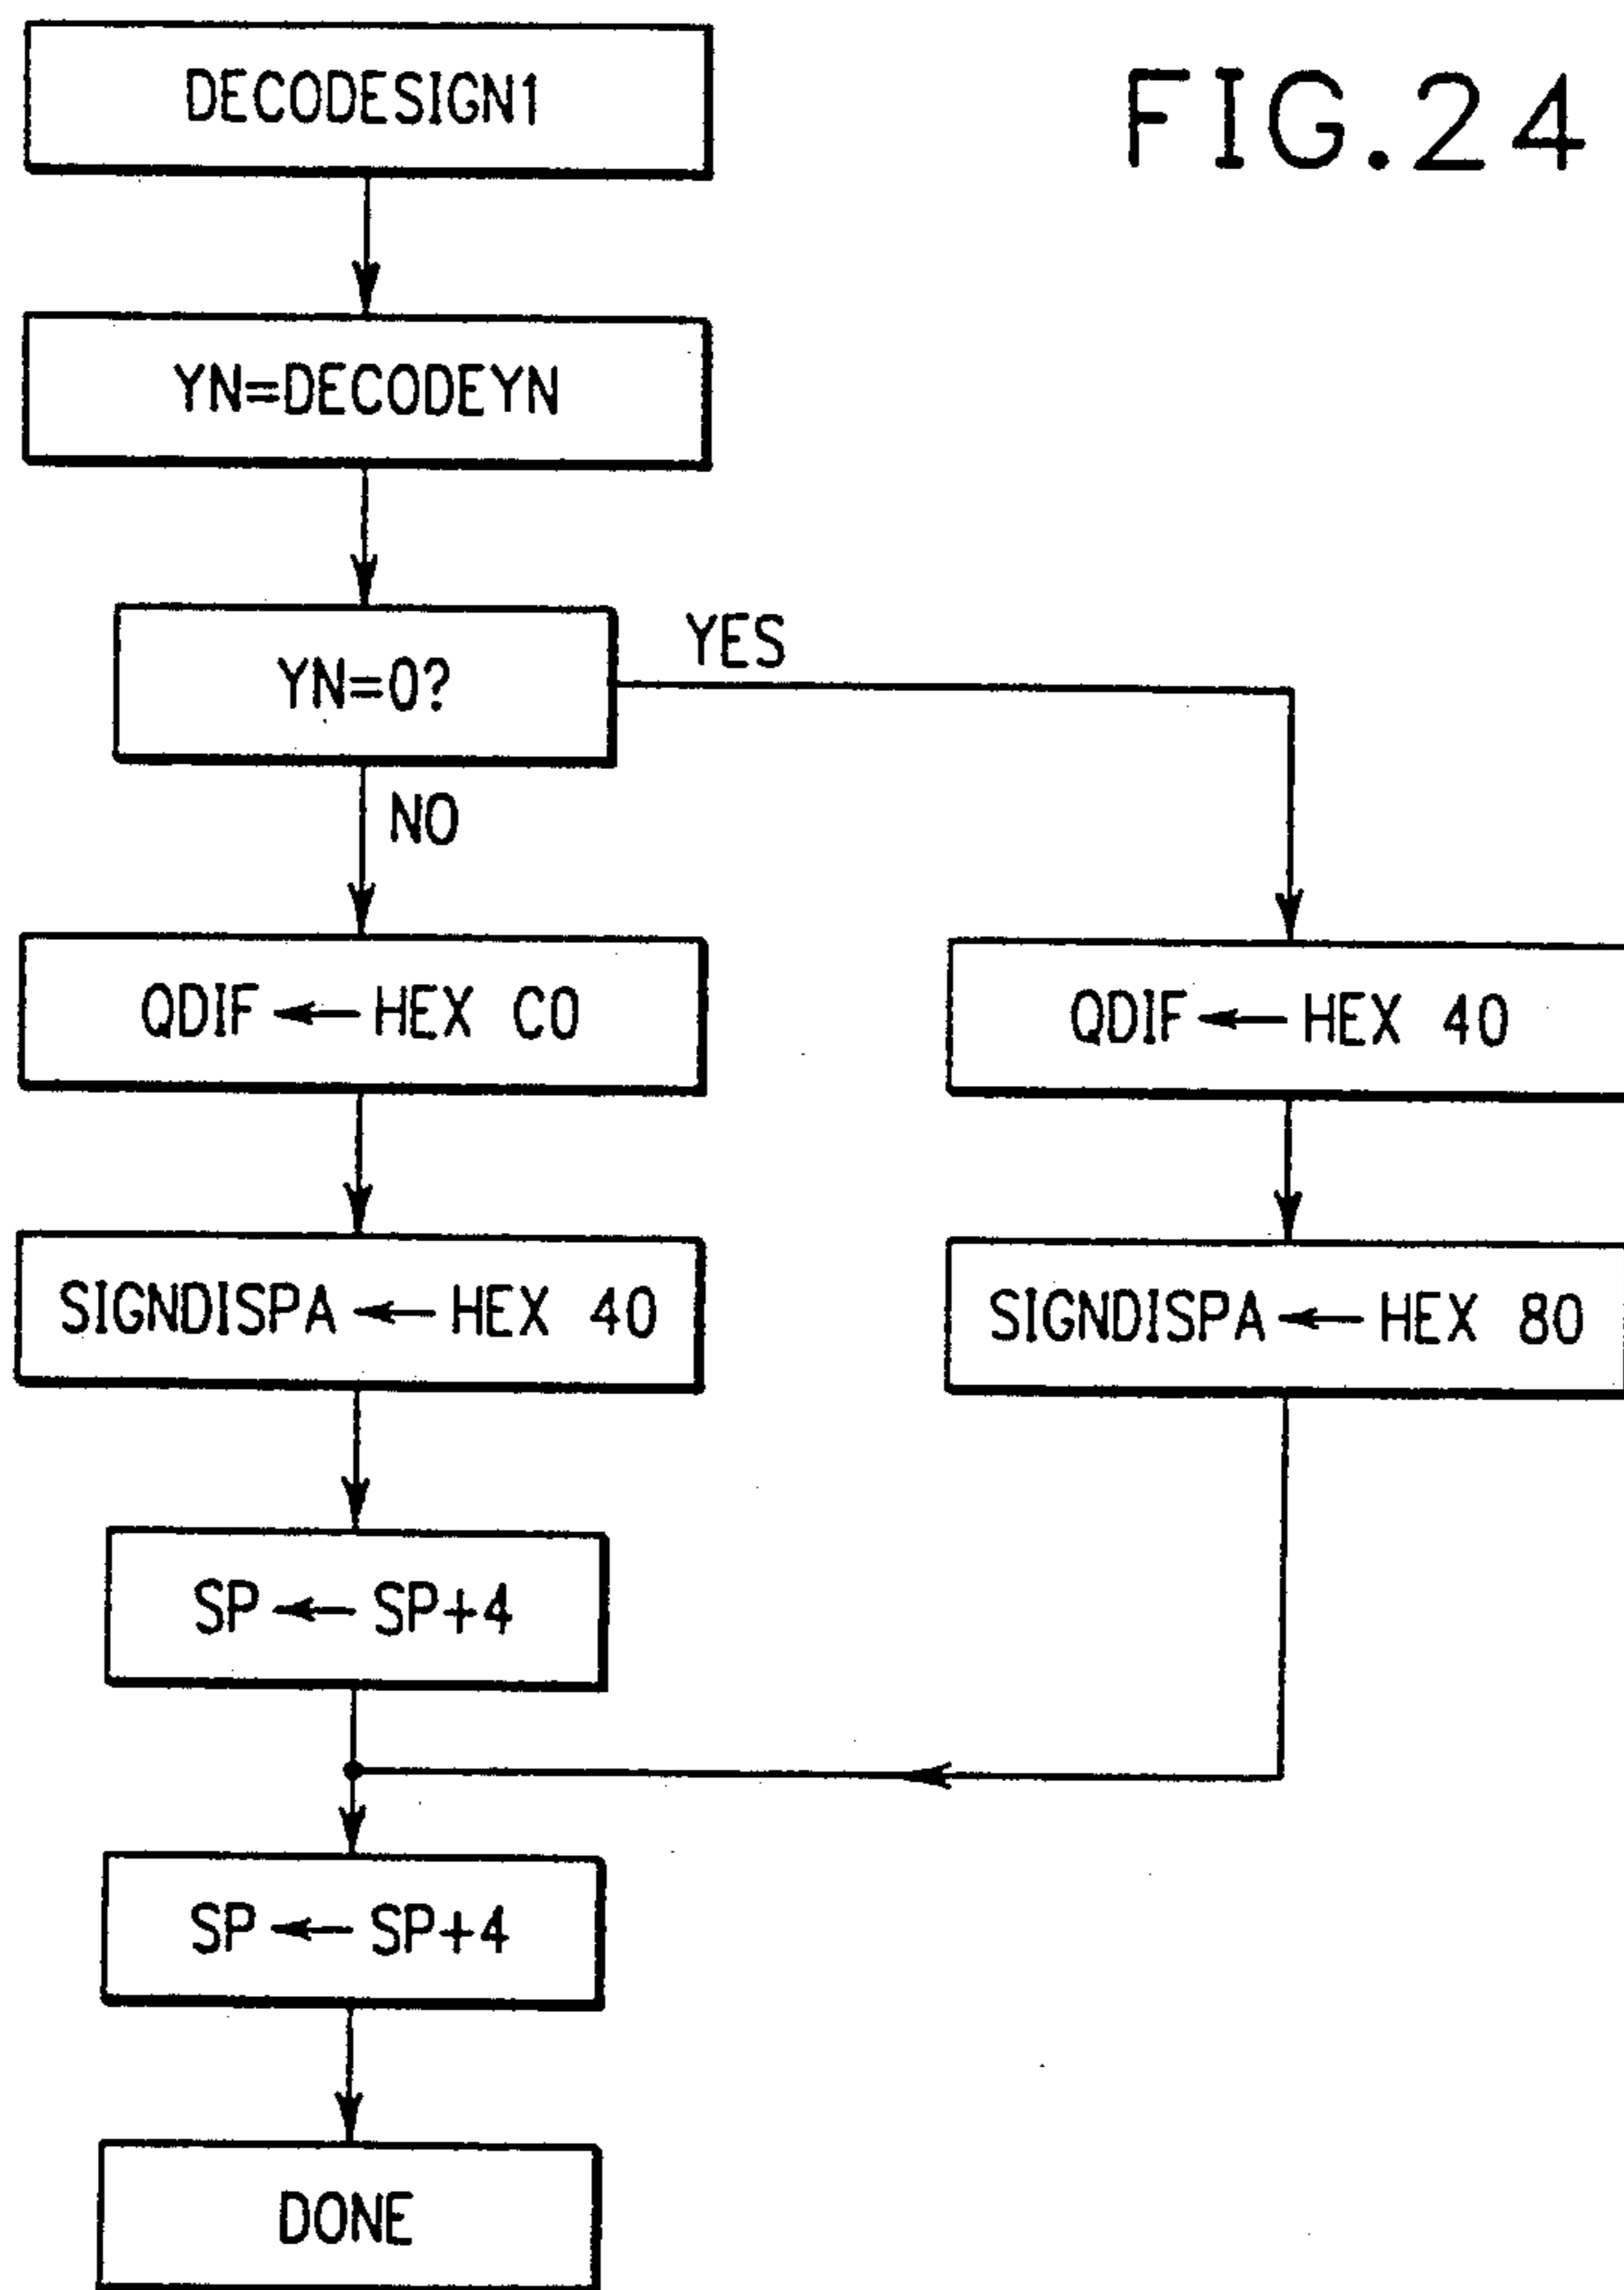 FIG.24
DECODESIGN1
YN=DECODEYN
YN=0?
YES
NO
QDIF ← HEX C0
QDIF ← HEX 40
SIGNDISPA ← HEX 40
SIGNDISPA ← HEX 80
SP ← SP+4
SP ← SP+4
DONE